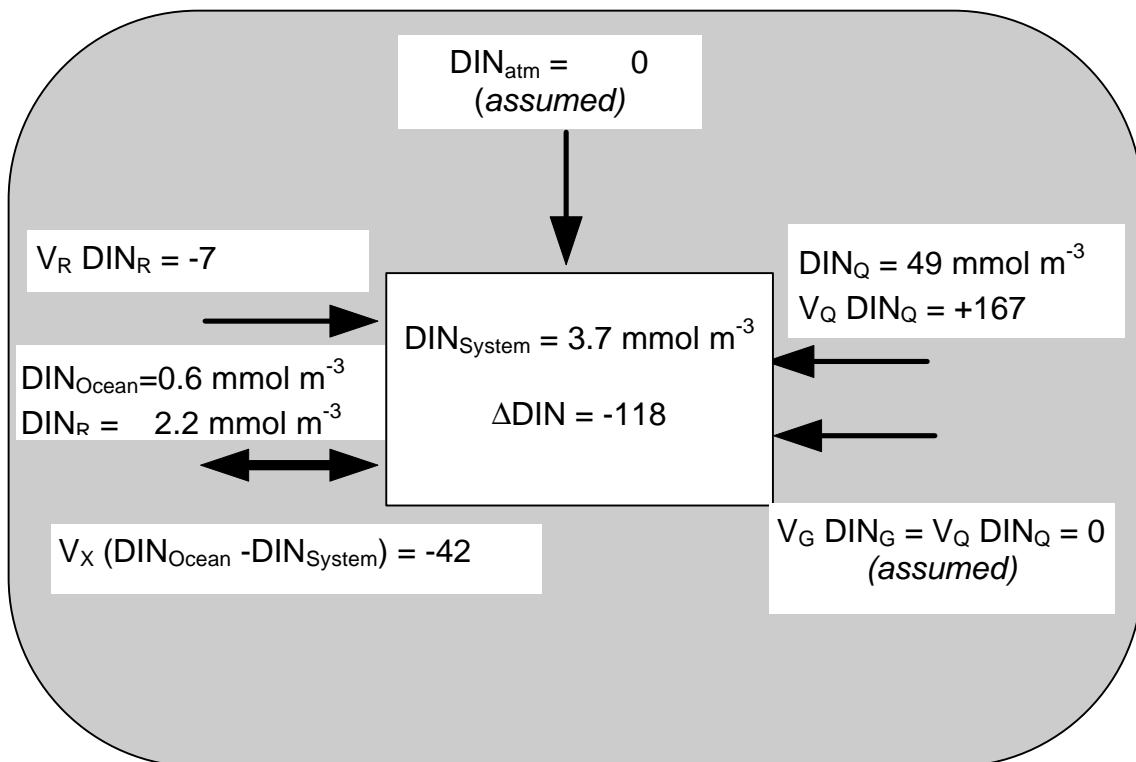 DIN_atm = 0
(assumed)
V_R DIN_R = -7
DIN_Q = 49 mmol m^-3
V_Q DIN_Q = +167
DIN_System = 3.7 mmol m^-3
ΔDIN = -118
DIN_Ocean=0.6 mmol m^-3
DIN_R = 2.2 mmol m^-3
V_X (DIN_Ocean -DIN_System) = -42
V_G DIN_G = V_Q DIN_Q = 0
(assumed)